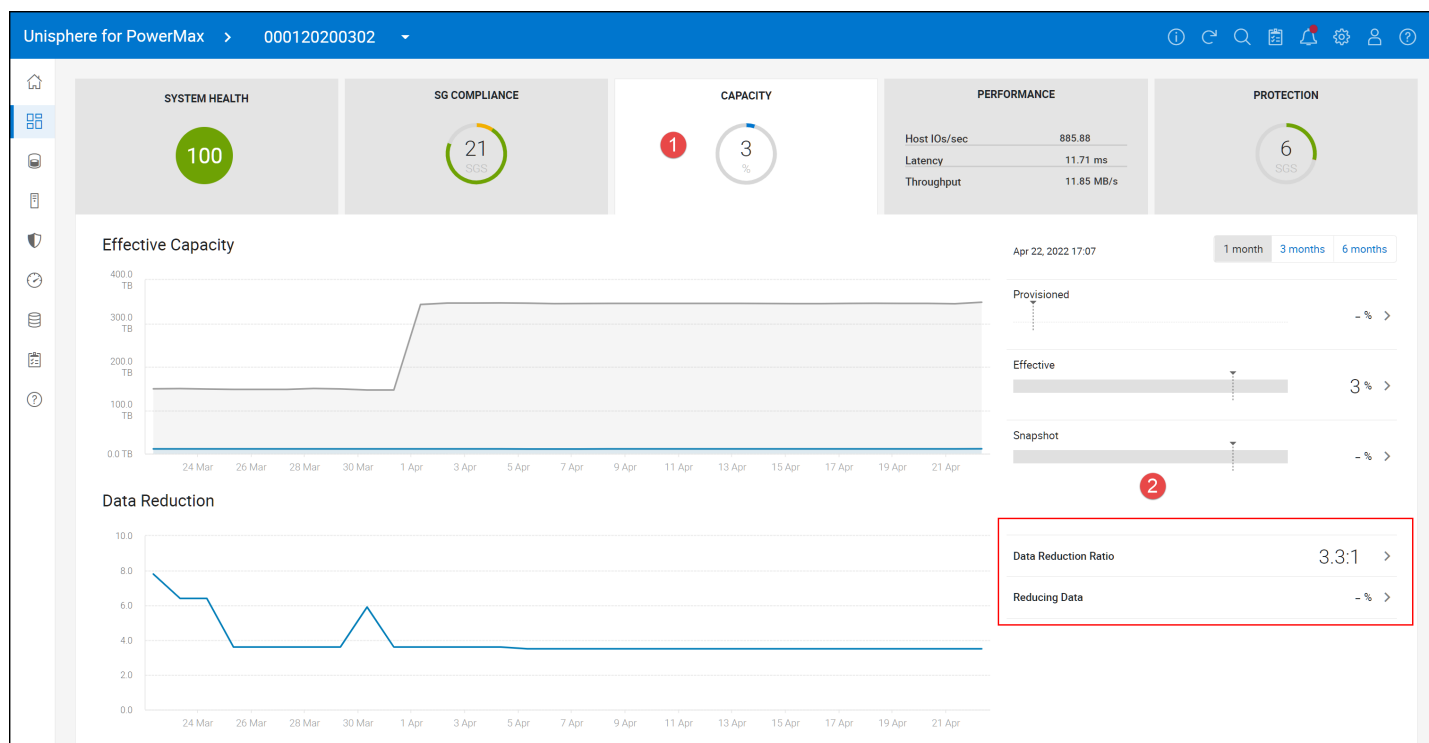 Unisphere for PowerMax > 000120200302
SYSTEM HEALTH
100
SG COMPLIANCE
21
SGS
CAPACITY
1
3
%
PERFORMANCE
Host IOs/sec 885.88
Latency 11.71 ms
Throughput 11.85 MB/s
PROTECTION
6
SGS
Effective Capacity
400.0
TB
300.0
TB
200.0
TB
100.0
TB
0.0 TB
24 Mar 26 Mar 28 Mar 30 Mar 1 Apr 3 Apr 5 Apr 7 Apr 9 Apr 11 Apr 13 Apr 15 Apr 17 Apr 19 Apr 21 Apr
Apr 22, 2022 17:07 1 month 3 months 6 months
Provisioned
– % >
Effective
3 % >
Snapshot
– % >
2
Data Reduction
10.0
8.0
6.0
4.0
2.0
0.0
24 Mar 26 Mar 28 Mar 30 Mar 1 Apr 3 Apr 5 Apr 7 Apr 9 Apr 11 Apr 13 Apr 15 Apr 17 Apr 19 Apr 21 Apr
Data Reduction Ratio 3.3:1 >
Reducing Data – % >